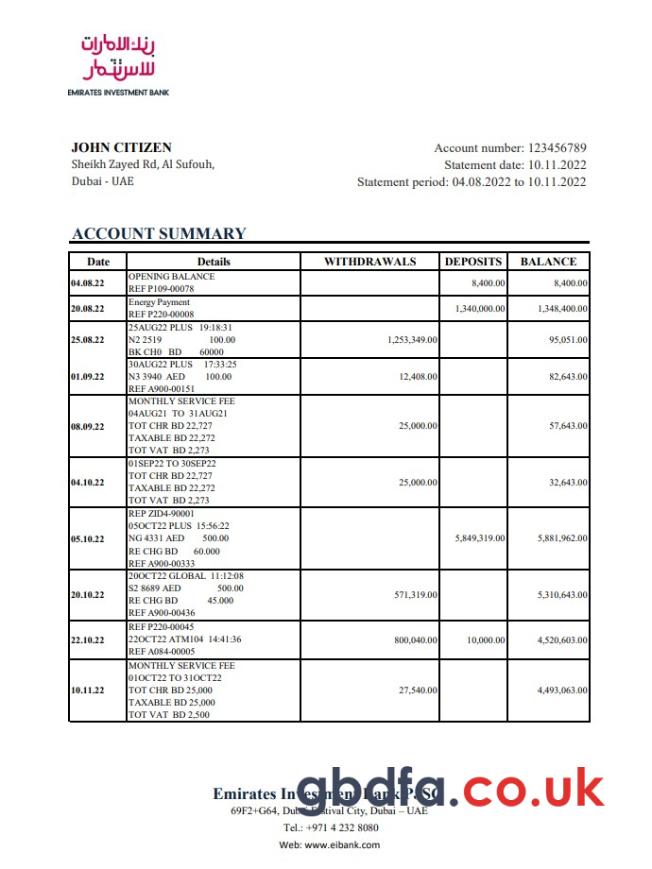 بنك الامارات
للاستثمار
EMIRATES INVESTMENT BANK
JOHN CITIZEN
Sheikh Zayed Rd, Al Sufouh,
Dubai - UAE
Account number: 123456789
Statement date: 10.11.2022
Statement period: 04.08.2022 to 10.11.2022
ACCOUNT SUMMARY
Date Details WITHDRAWALS DEPOSITS BALANCE
04.08.22 OPENING BALANCE 8,400.00 8,400.00
REF P109-00078
20.08.22 Energy Payment 1,340,000.00 1,348,400.00
REF P220-00008
25AUG22 PLUS 19:18:31
25.08.22 N2 2519 100.00 1,253,349.00 95,051.00
BK CH0 BD 60000
30AUG22 PLUS 17:33:25
01.09.22 N3 3940 AED 100.00 12,408.00 82,643.00
REF A900-00151
MONTHLY SERVICE FEE
04AUG21 TO 31AUG21
08.09.22 TOT CHR BD 22,727 25,000.00 57,643.00
TAXABLE BD 22,272
TOT VAT BD 2,273
01SEP22 TO 30SEP22
04.10.22 TOT CHR BD 22,727 25,000.00 32,643.00
TAXABLE BD 22,272
TOT VAT BD 2,273
REP ZID4-90001
05OCT22 PLUS 15:56:22
05.10.22 NG 4331 AED 500.00 5,849,319.00 5,881,962.00
RE CHG BD 60.000
REF A900-00333
20OCT22 GLOBAL 11:12:08
20.10.22 S2 8689 AED 500.00 571,319.00 5,310,643.00
RE CHG BD 45.000
REF A900-00436
REF P220-00045
22.10.22 22OCT22 ATM104 14:41:36 800,040.00 10,000.00 4,520,603.00
REF A084-00005
MONTHLY SERVICE FEE
01OCT22 TO 31OCT22
10.11.22 TOT CHR BD 25,000 27,540.00 4,493,063.00
TAXABLE BD 25,000
TOT VAT BD 2,500
Emirates Investment Bank PJSC
gbdfa.co.uk
69F2+G64, Dubai Festival City, Dubai – UAE
Tel.: +971 4 232 8080
Web: www.eibank.com